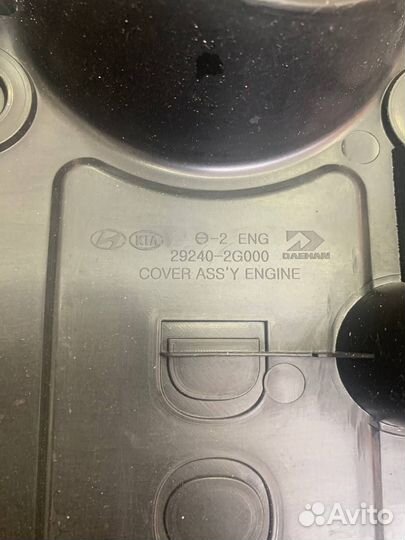 KIA Θ-2 ENG
29240-2G000 DAEHAN
COVER ASS'Y ENGINE
D
O
Avito